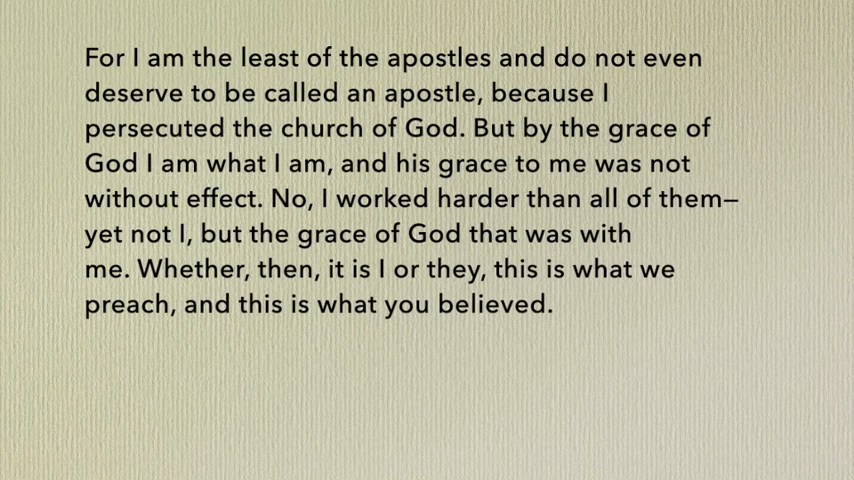 For I am the least of the apostles and do not even
deserve to be called an apostle, because I
persecuted the church of God. But by the grace of
God I am what I am, and his grace to me was not
without effect. No, I worked harder than all of them—
yet not I, but the grace of God that was with
me. Whether, then, it is I or they, this is what we
preach, and this is what you believed.